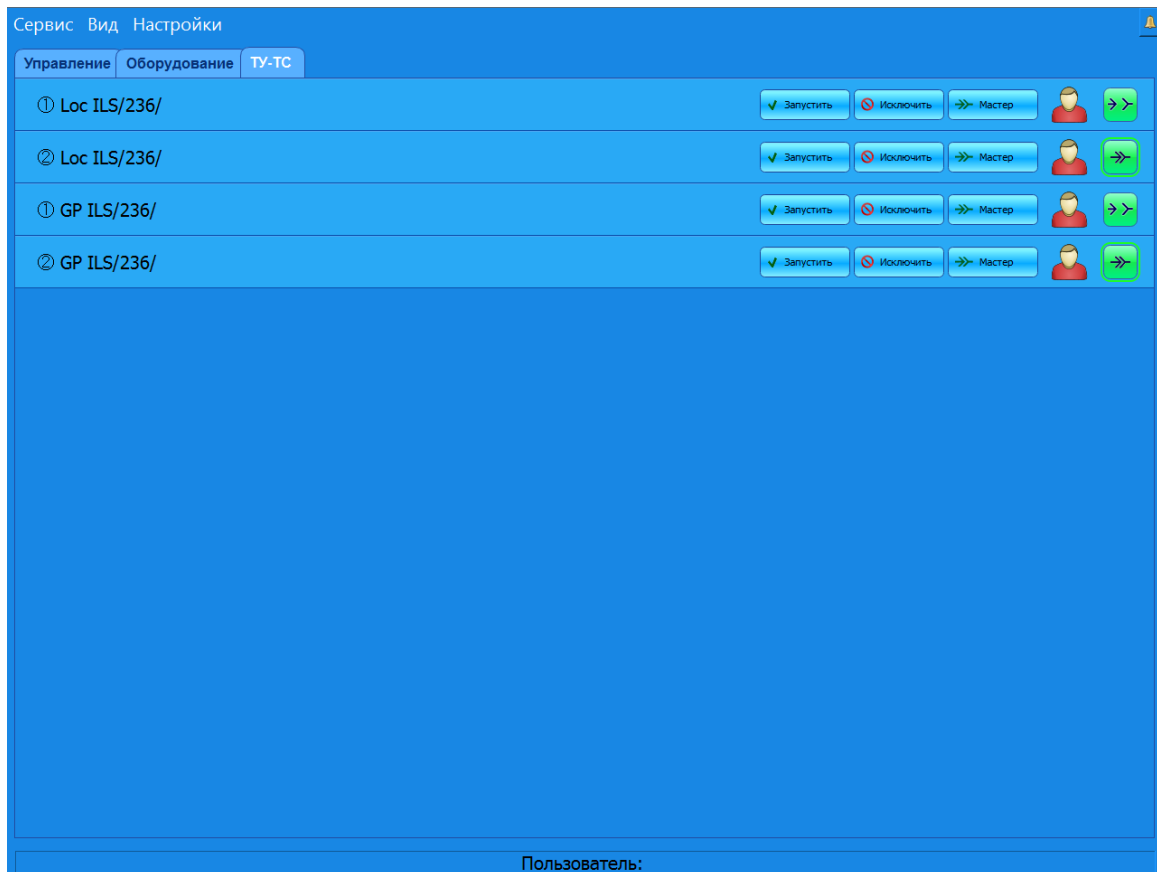 Сервис Вид Настройки
Управление Оборудование ТУ-ТС
① Loc ILS/236/ Запустить Исключить Мастер
② Loc ILS/236/ Запустить Исключить Мастер
① GP ILS/236/ Запустить Исключить Мастер
② GP ILS/236/ Запустить Исключить Мастер
Пользователь: